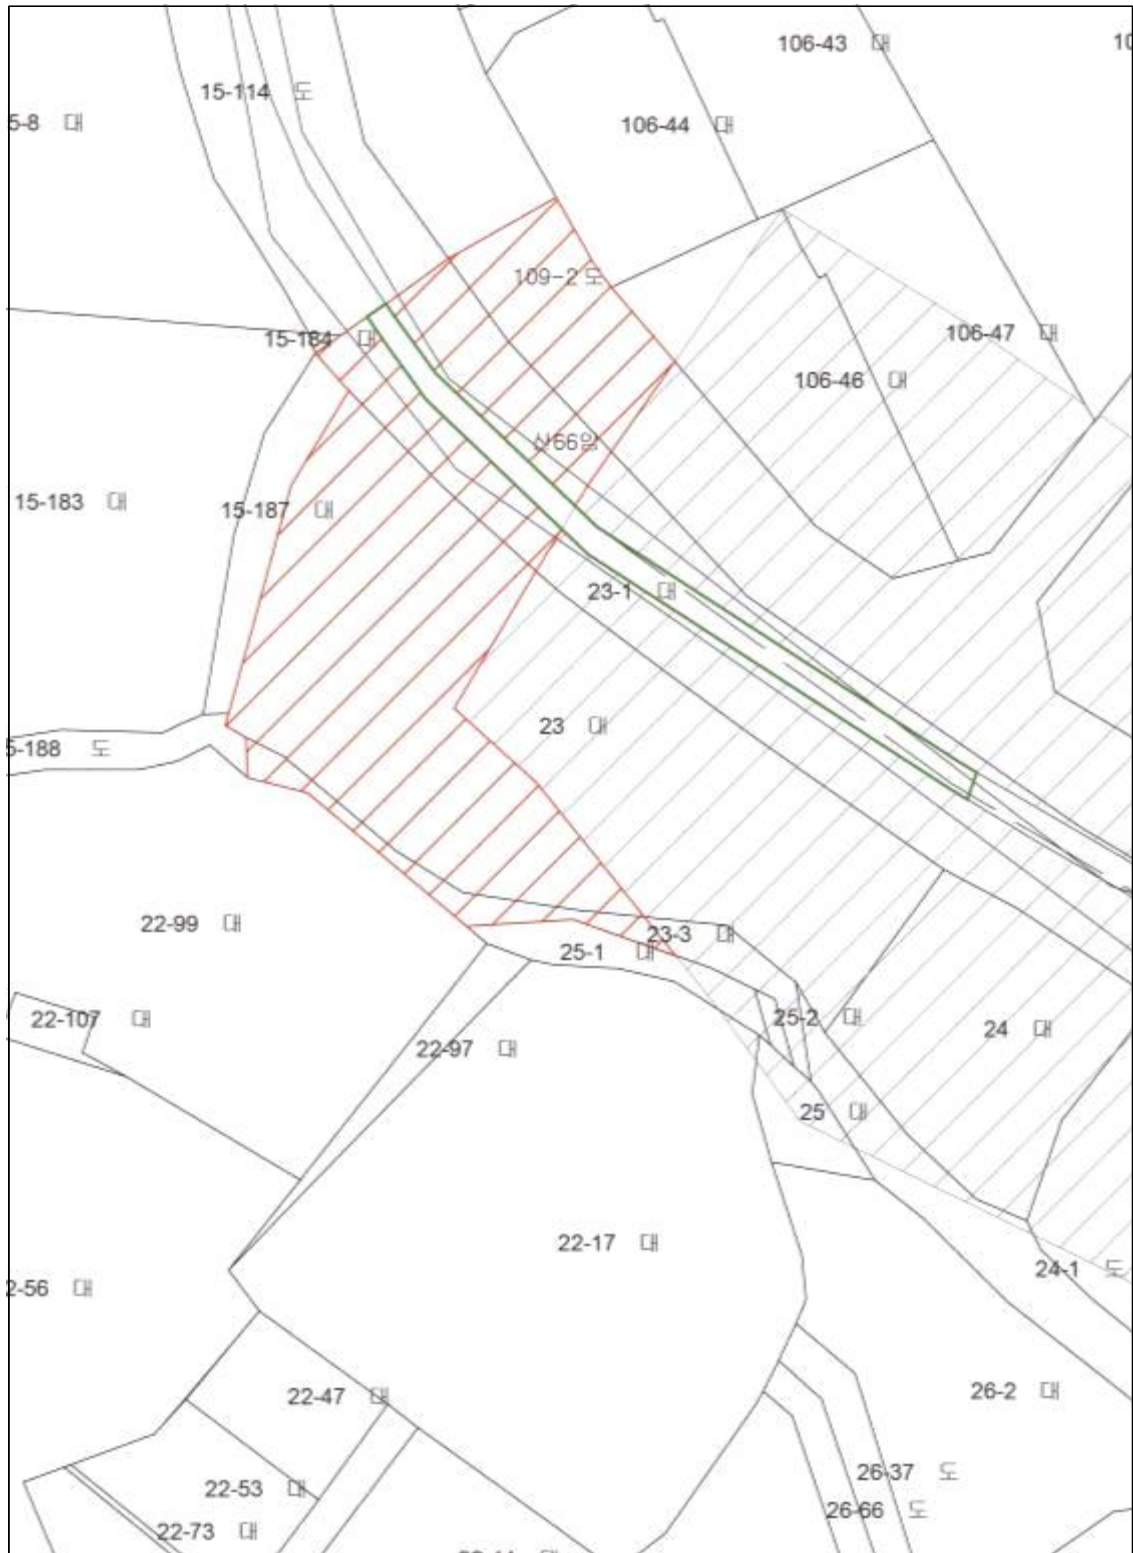 106-43 대
15-114 도
5-8 대
106-44 대
109-2 도
106-47 대
15-184 대
106-46 대
산66임
15-183 대
15-187 대
23-1 대
23 대
5-188 도
22-99 대
23-3 대
25-1 대
22-107 대
25-2 대
24 대
22-97 대
25 대
22-17 대
24-1 도
2-56 대
26-2 대
22-47 대
26-37 도
22-53 대
26-66 도
22-73 대